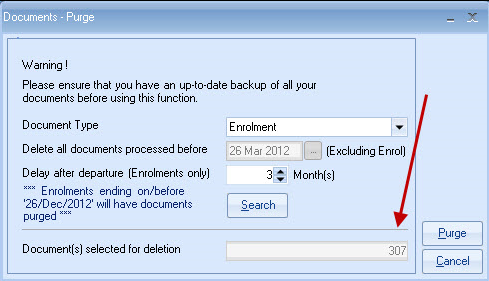 Documents - Purge
Warning !
Please ensure that you have an up-to-date backup of all your
documents before using this function.
Document Type
Enrolment
Delete all documents processed before
26 Mar 2012
...
(Excluding Enrol)
Delay after departure (Enrolments only)
3
Month(s)
*** Enrolments ending on/before
'26/Dec/2012' will have documents
purged ***
Search
Document(s) selected for deletion
307
Purge
Cancel